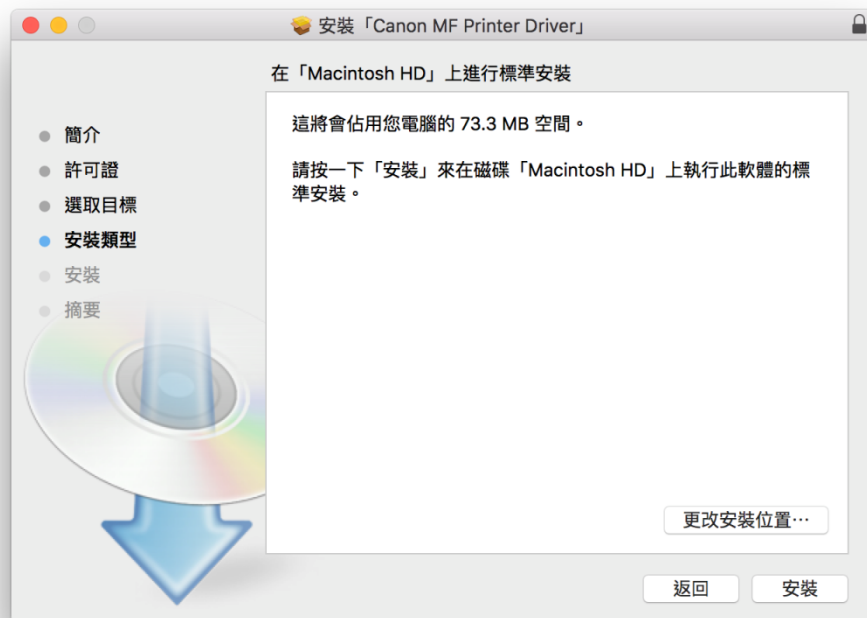 安裝「Canon MF Printer Driver」
在「Macintosh HD」上進行標準安裝
簡介
許可證
選取目標
安裝類型
安裝
摘要
這將會佔用您電腦的 73.3 MB 空間。
請按一下「安裝」來在磁碟「Macintosh HD」上執行此軟體的標
準安裝。
更改安裝位置⋯
返回
安裝